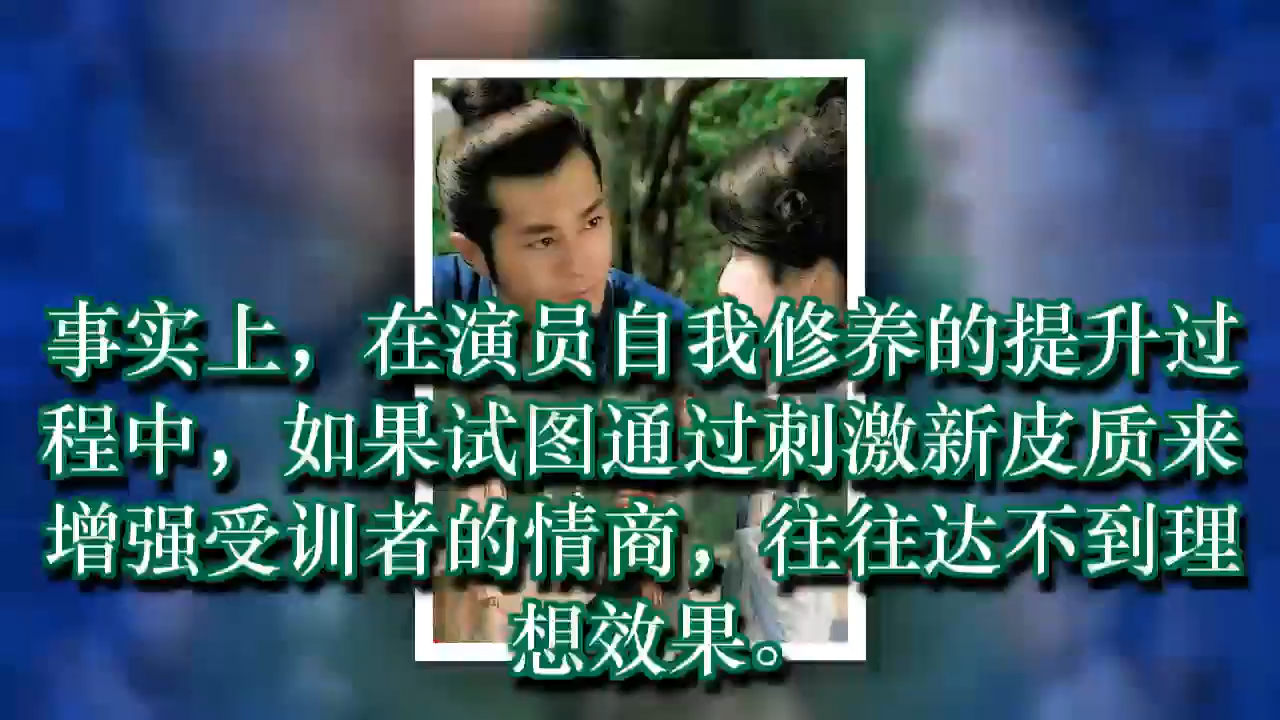 事实上，在演员自我修养的提升过
程中，如果试图通过刺激新皮质来
增强受训者的情商，往往达不到理
想效果。